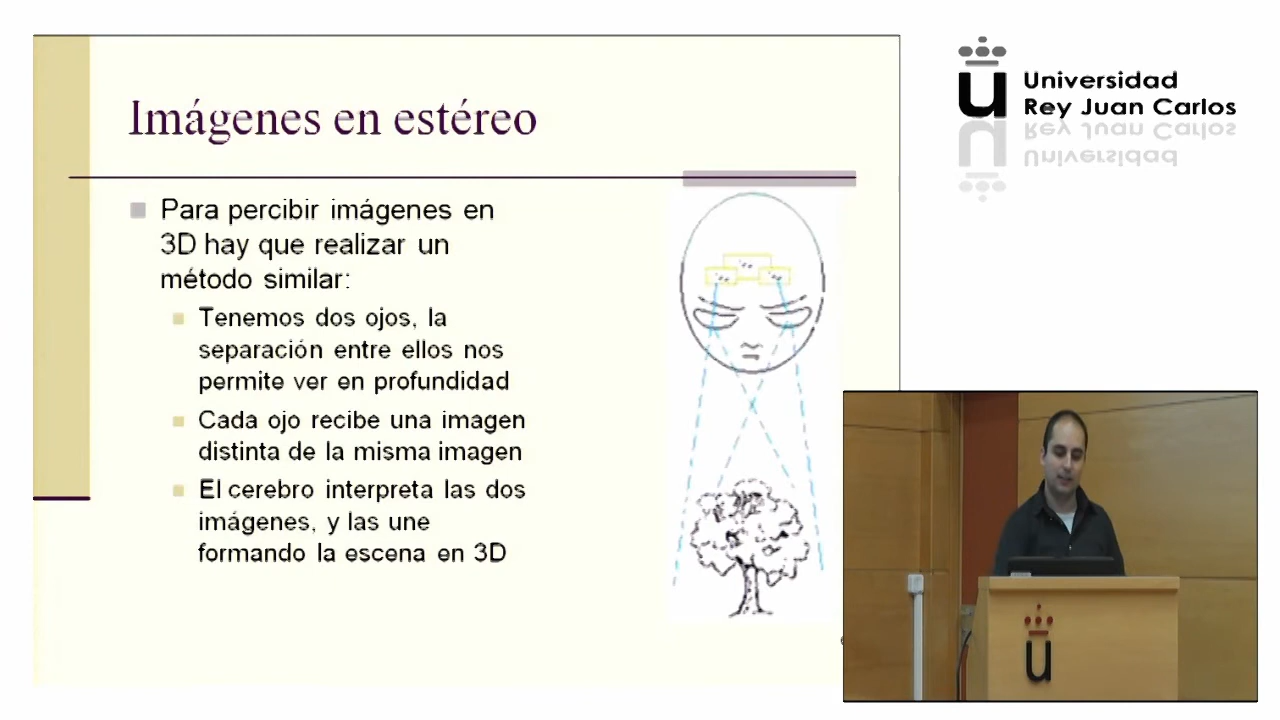 Imágenes en estéreo
Para percibir imágenes en
3D hay que realizar un
método similar:
Tenemos dos ojos, la
separación entre ellos nos
permite ver en profundidad
Cada ojo recibe una imagen
distinta de la misma imagen
El cerebro interpreta las dos
imágenes, y las une
formando la escena en 3D
Universidad
Rey Juan Carlos